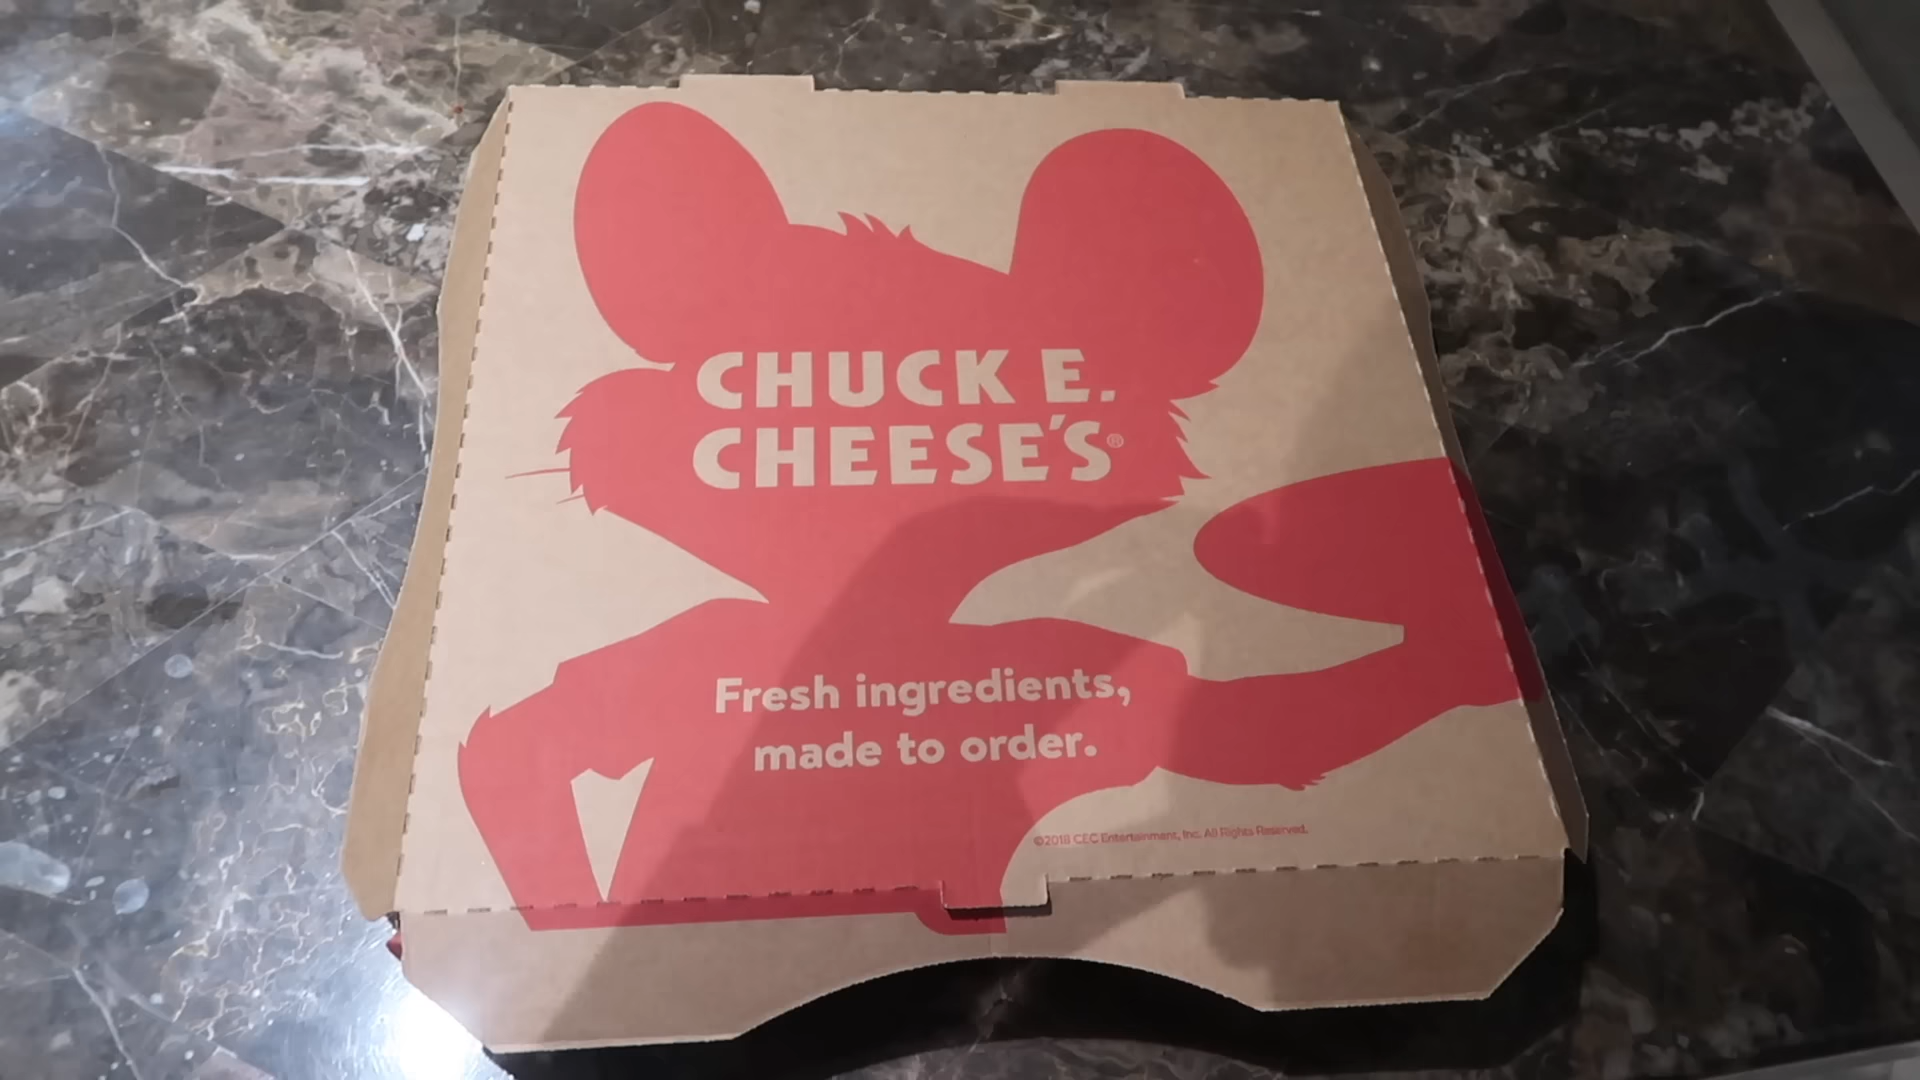 CHUCK E.
CHEESE'S®
Fresh ingredients,
made to order.
©2018 CEC Entertainment, Inc. All Rights Reserved.